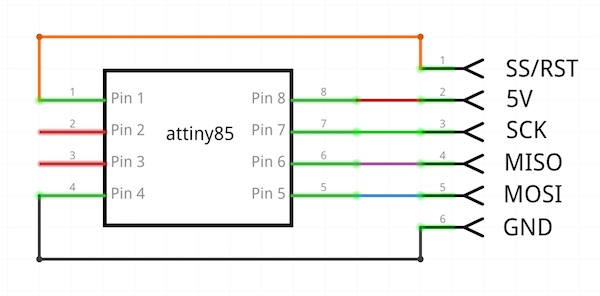 1 SS/RST
1 Pin 1 Pin 8 8 2 5V
2 Pin 2 attiny85 Pin 7 7 3 SCK
3 Pin 3 Pin 6 6 4 MISO
4 Pin 4 Pin 5 5 5 MOSI
6 GND